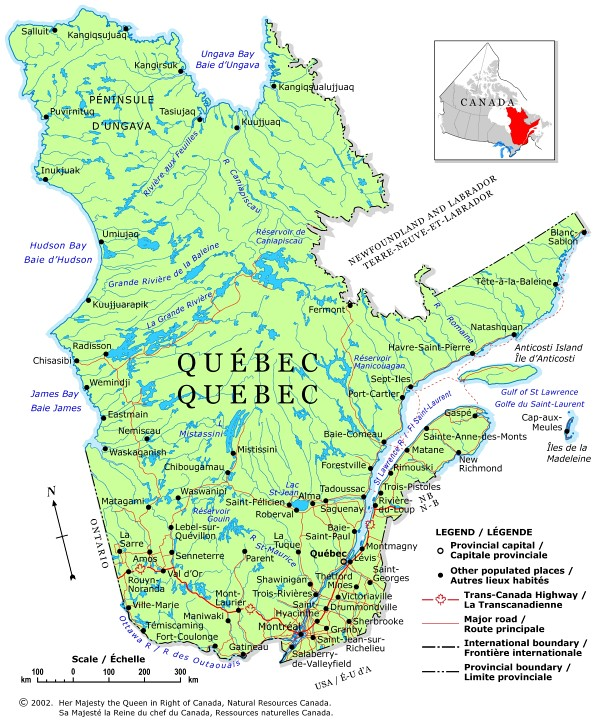 Salluit
Kangiqsujuaq
Ungava Bay
Baie d'Ungava
Kangirsuk
Kangiqsualujjuaq
PÉNINSULE
D'UNGAVA
Puvirnituq
Tasiujaq
Kuujjuaq
CANADA
Inukjuak
Rivière aux Feuilles
R. Caniapiscau
NEWFOUNDLAND AND LABRADOR
TERRE-NEUVE-ET-LABRADOR
Umiujaq
Réservoir de
Caniapiscau
Blanc-
Sablon
Hudson Bay
Baie d'Hudson
Grande Rivière de la Baleine
Tête-à-la-Baleine
Kuujjuarapik
La Grande Rivière
Fermont
R. Romaine
Natashquan
Radisson
Chisasibi
Havre-Saint-Pierre
Anticosti Island
Île d'Anticosti
QUÉBEC
QUEBEC
Réservoir
Manicouagan
Wemindji
Sept-Iles
Port-Cartier
James Bay
Baie James
Gulf of St Lawrence
Golfe du Saint-Laurent
Eastmain
Gaspé
Cap-aux-
Meules
Nemiscau
L.
Mistassini
Baie-Comeau
St Lawrence R. / Fl Saint-Laurent
Sainte-Anne-des-Monts
Îles de la
Madeleine
Waskaganish
Mistissini
Matane
New
Richmond
Chibougamau
Forestville
Rimouski
N
Matagami
Waswanipi
Lac
St-Jean
Saint-Félicien
Alma
Tadoussac
Trois-Pistoles
Roberval
Saguenay
Rivière-
du-Loup
NB
N-B
Réservoir
Gouin
ONTARIO
Lebel-sur-
Quévillon
Baie-
Saint-Paul
LEGEND / LÉGENDE
La
Sarre
Amos
Senneterre
Parent
La
Tuque
R. St-Maurice
Québec
Montmagny
Lévis
Provincial capital /
Capitale provinciale
Rouyn-
Noranda
Val d'Or
Shawinigan
Thetford
Mines
Saint-
Georges
Other populated places /
Autres lieux habités
Ville-Marie
Mont-
Laurier
Trois-Rivières
Victoriaville
Trans-Canada Highway /
La Transcanadienne
Témiscaming
Maniwaki
Saint-
Hyacinthe
Drummondville
Major road /
Route principale
Fort-Coulonge
Montréal
Sherbrooke
Granby
Ottawa R / R des Outaouais
Gatineau
Saint-Jean-sur-
Richelieu
International boundary /
Frontière internationale
Salaberry-
de-Valleyfield
Provincial boundary /
Limite provinciale
USA / É-U d'A
Scale / Échelle
100 0 100 200 300
km km
© 2002. Her Majesty the Queen in Right of Canada, Natural Resources Canada.
Sa Majesté la Reine du chef du Canada, Ressources naturelles Canada.